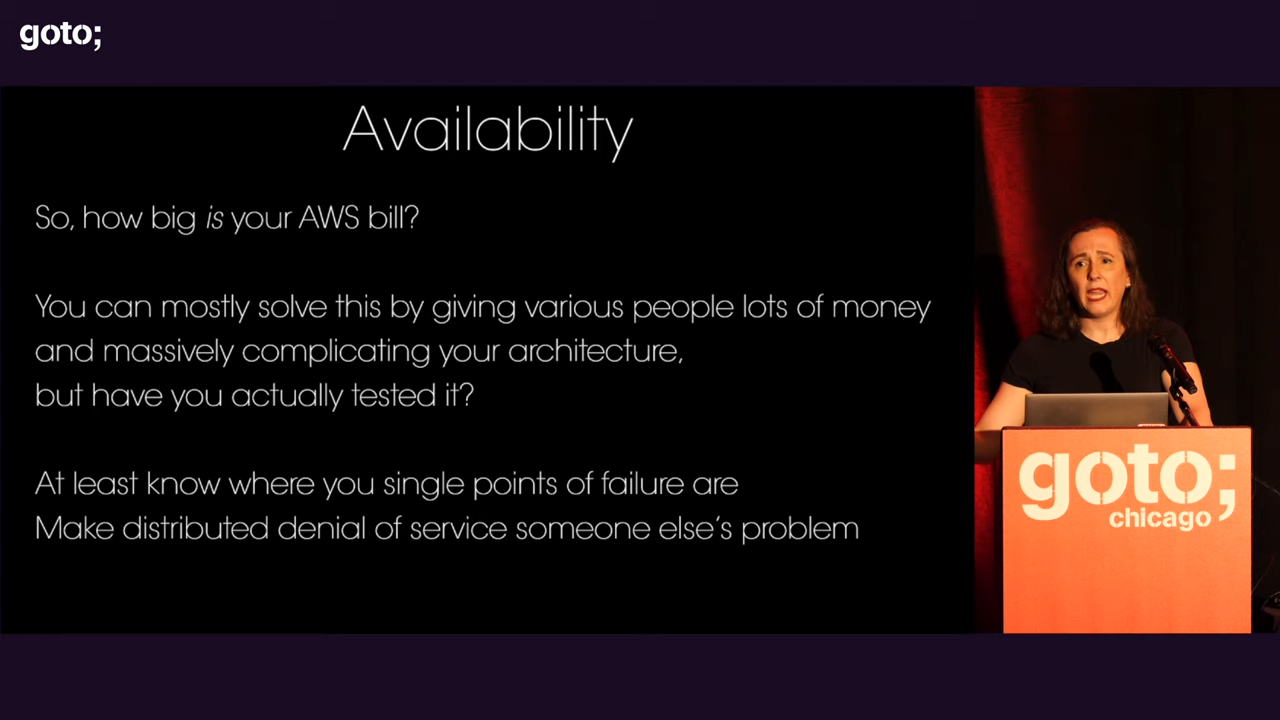 goto;
Availability
So, how big is your AWS bill?
You can mostly solve this by giving various people lots of money
and massively complicating your architecture,
but have you actually tested it?
At least know where you single points of failure are
Make distributed denial of service someone else's problem
goto;
chicago